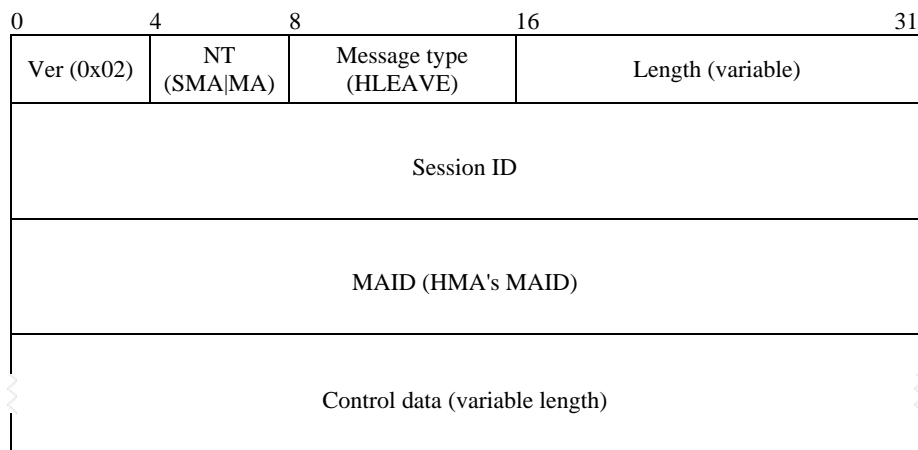 0 4 8 16 31
Ver (0x02) NT (SMA|MA) Message type (HLEAVE) Length (variable)
Session ID
MAID (HMA's MAID)
Control data (variable length)